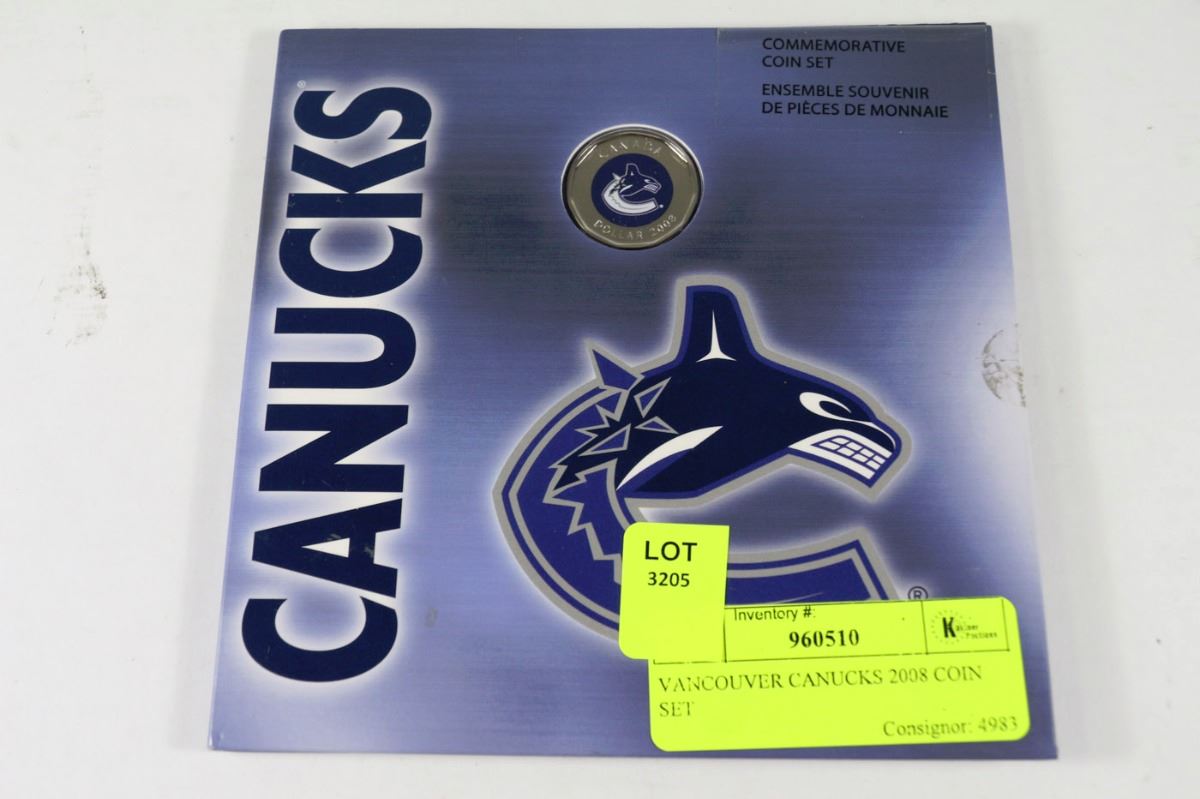 CANUCKS ®
COMMEMORATIVE
COIN SET
ENSEMBLE SOUVENIR
DE PIÈCES DE MONNAIE
CANADA
DOLLAR 2008
®
LOT
3205
Inventory #:
960510
VANCOUVER CANUCKS 2008 COIN
SET
Consignor: 4983